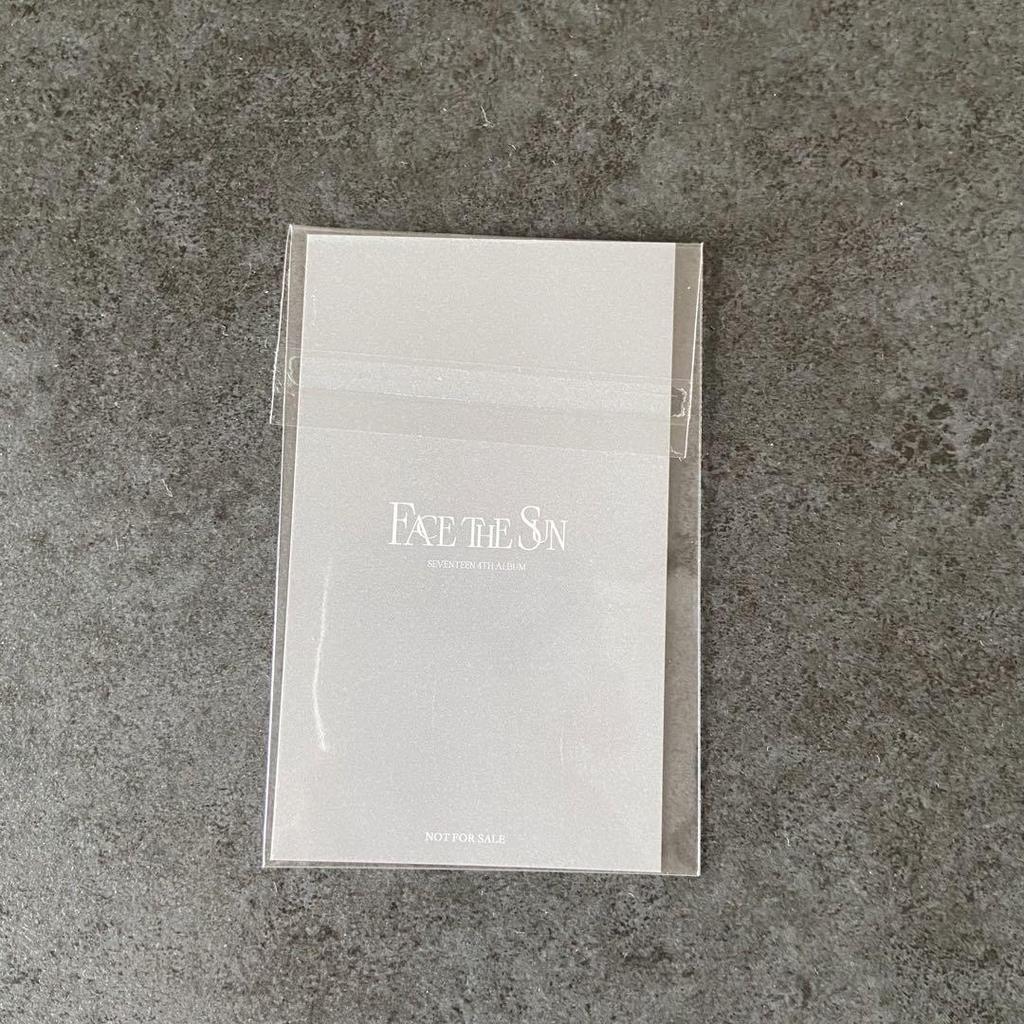 FACE THE SUN
SEVENTEEN 4TH ALBUM
NOT FOR SALE